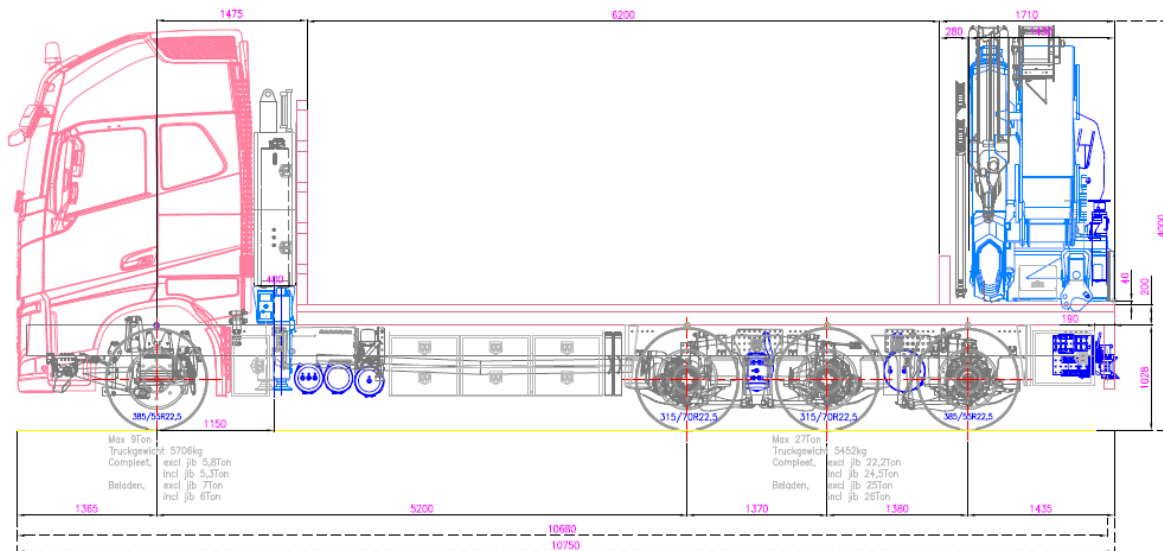 1475
6200
1710
280
1430
4000
400
40
200
190
1028
385/55R22,5
315/70R22,5
315/70R22,5
385/55R22,5
1150
Max 9Ton
Truckgewicht 5706kg
Compleet, excl jib 5,8Ton
incl jib 5,3Ton
Beladen, excl jib 7Ton
incl jib 6Ton
Max 27Ton
Truckgewicht 5452kg
Compleet, excl jib 22,2Ton
incl jib 24,5Ton
Beladen, excl jib 25Ton
incl jib 26Ton
1365
5200
1370
1380
1435
10680
10750